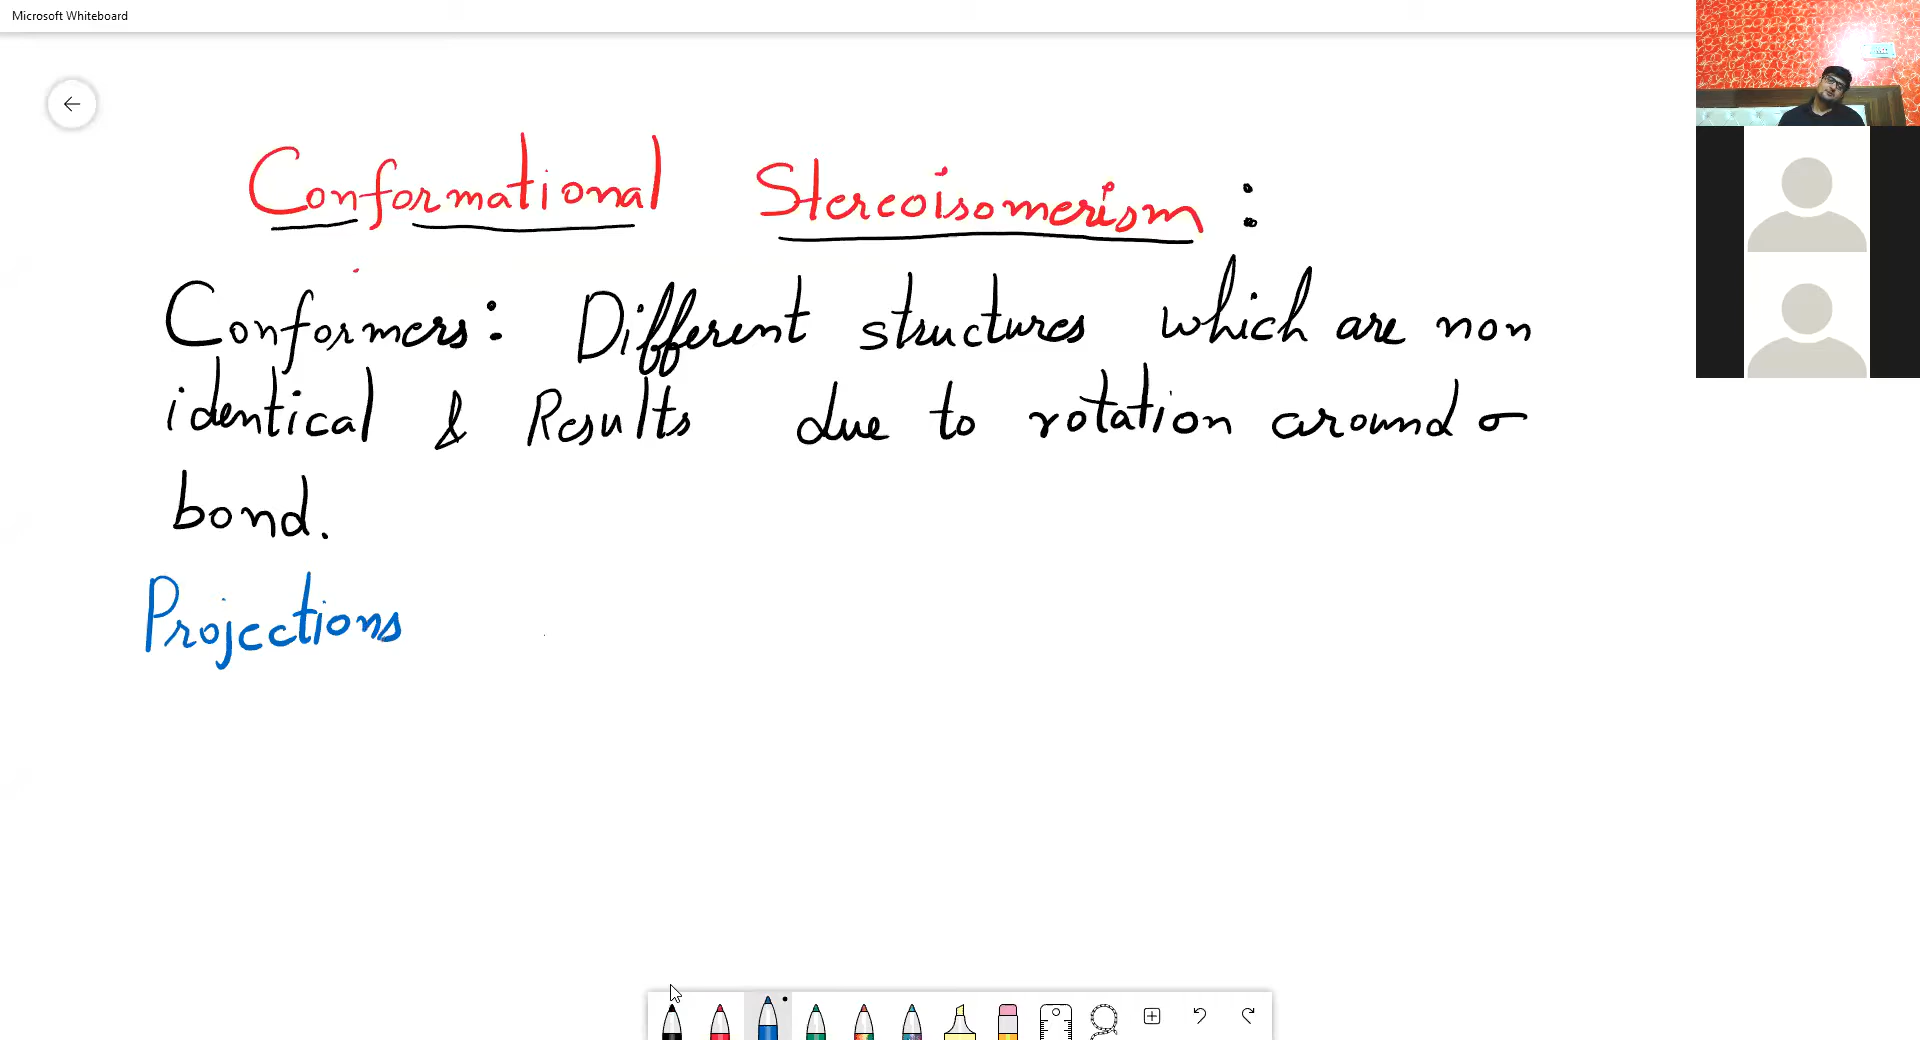 Microsoft Whiteboard
Conformational Stereoisomerism :
Conformers : Different structures which are non
identical & Results due to rotation around σ
bond.
Projections